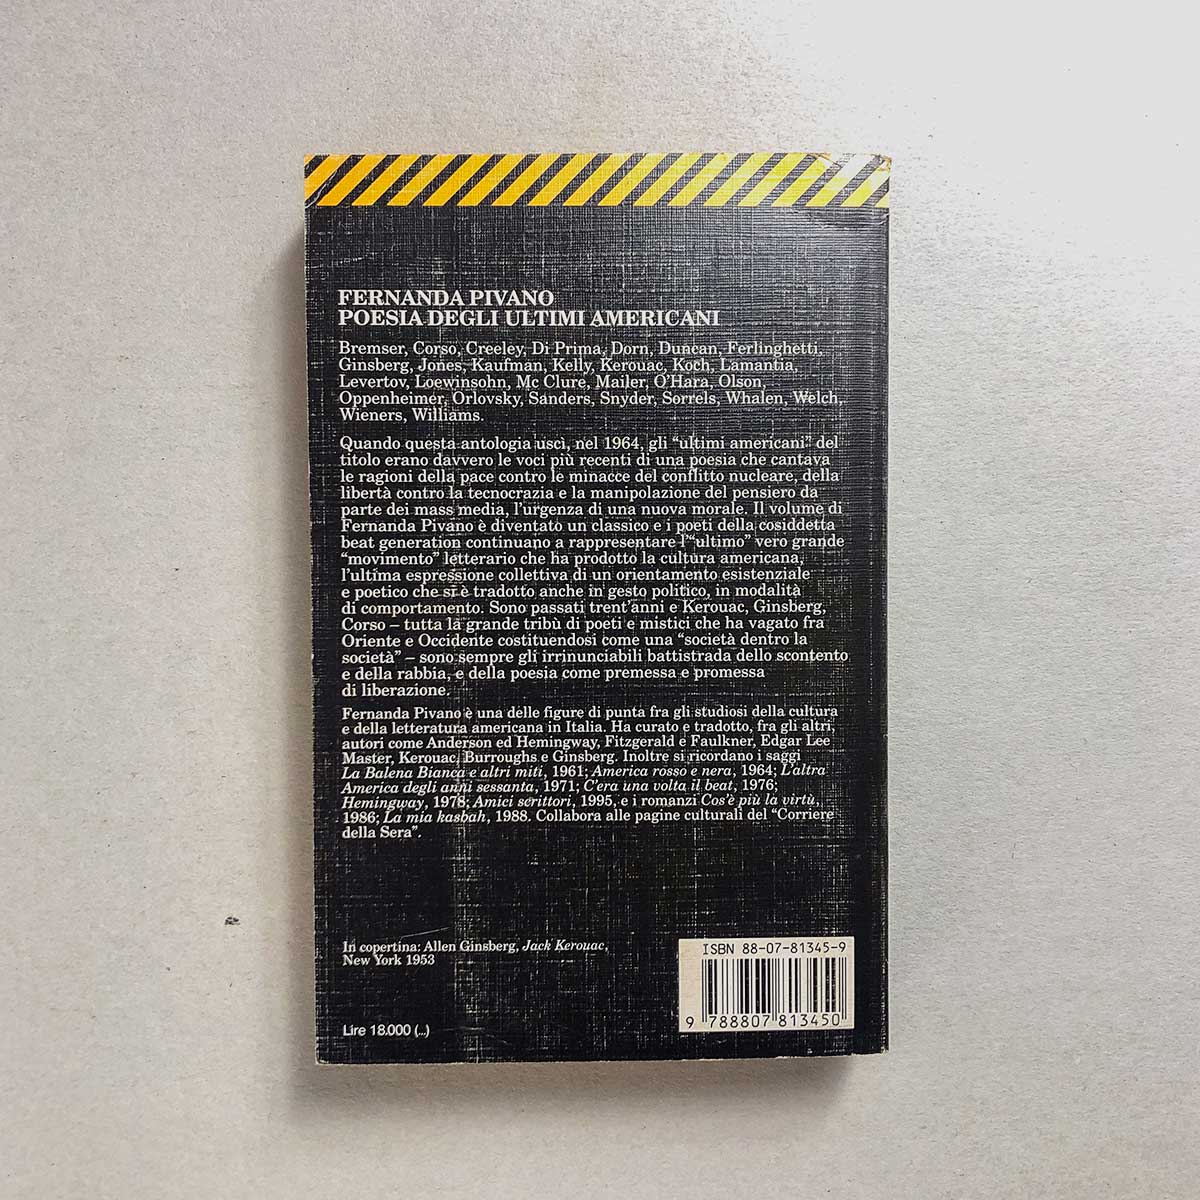 FERNANDA PIVANO
POESIA DEGLI ULTIMI AMERICANI
Bremser, Corso, Creeley, Di Prima, Dorn, Duncan, Ferlinghetti,
Ginsberg, Jones, Kaufman, Kelly, Kerouac, Koch, Lamantia,
Levertov, Loewinsohn, Mc Clure, Mailer, O'Hara, Olson,
Oppenheimer, Orlovsky, Sanders, Snyder, Sorrels, Whalen, Welch,
Wieners, Williams.
Quando questa antologia uscì, nel 1964, gli “ultimi americani” del
titolo erano davvero le voci più recenti di una poesia che cantava
le ragioni della pace contro le minacce del conflitto nucleare, della
libertà contro la tecnocrazia e la manipolazione del pensiero da
parte dei mass media, l'urgenza di una nuova morale. Il volume di
Fernanda Pivano è diventato un classico e i poeti della cosiddetta
beat generation continuano a rappresentare l'“ultimo” vero grande
“movimento” letterario che ha prodotto la cultura americana,
l'ultima espressione collettiva di un orientamento esistenziale
e poetico che si è tradotto anche in gesto politico, in modalità
di comportamento. Sono passati trent'anni e Kerouac, Ginsberg,
Corso – tutta la grande tribù di poeti e mistici che ha vagato fra
Oriente e Occidente costituendosi come una “società dentro la
società” – sono sempre gli irrinunciabili battistrada dello scontento
e della rabbia, e della poesia come premessa e promessa
di liberazione.
Fernanda Pivano è una delle figure di punta fra gli studiosi della cultura
e della letteratura americana in Italia. Ha curato e tradotto, fra gli altri,
autori come Anderson ed Hemingway, Fitzgerald e Faulkner, Edgar Lee
Master, Kerouac, Burroughs e Ginsberg. Inoltre si ricordano i saggi
La Balena Bianca e altri miti, 1961; America rosso e nera, 1964; L'altra
America degli anni sessanta, 1971; C'era una volta il beat, 1976;
Hemingway, 1978; Amici scrittori, 1995, e i romanzi Cos'è più la virtù,
1986; La mia kasbah, 1988. Collabora alle pagine culturali del “Corriere
della Sera”.
In copertina: Allen Ginsberg, Jack Kerouac,
New York 1953
Lire 18.000 (...)
ISBN 88-07-81345-9
9 788807 813450